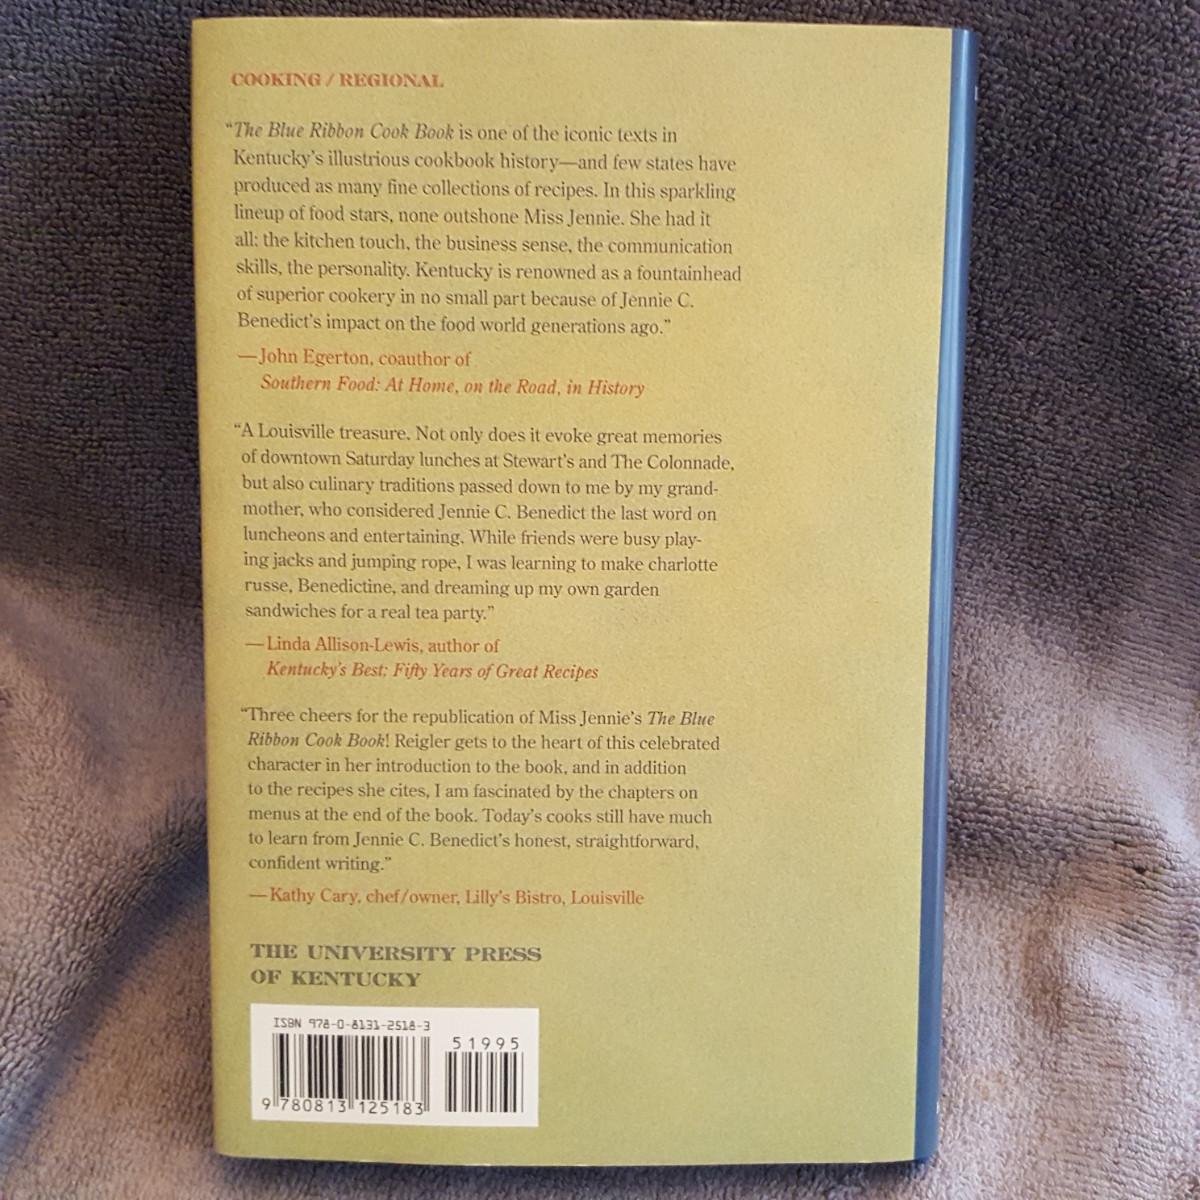 COOKING / REGIONAL
“The Blue Ribbon Cook Book is one of the iconic texts in
Kentucky’s illustrious cookbook history—and few states have
produced as many fine collections of recipes. In this sparkling
lineup of food stars, none outshone Miss Jennie. She had it
all: the kitchen touch, the business sense, the communication
skills, the personality. Kentucky is renowned as a fountainhead
of superior cookery in no small part because of Jennie C.
Benedict’s impact on the food world generations ago.”
—John Egerton, coauthor of
Southern Food: At Home, on the Road, in History
“A Louisville treasure. Not only does it evoke great memories
of downtown Saturday lunches at Stewart’s and The Colonnade,
but also culinary traditions passed down to me by my grand-
mother, who considered Jennie C. Benedict the last word on
luncheons and entertaining. While friends were busy play-
ing jacks and jumping rope, I was learning to make charlotte
russe, Benedictine, and dreaming up my own garden
sandwiches for a real tea party.”
—Linda Allison-Lewis, author of
Kentucky’s Best: Fifty Years of Great Recipes
“Three cheers for the republication of Miss Jennie’s The Blue
Ribbon Cook Book! Reigler gets to the heart of this celebrated
character in her introduction to the book, and in addition
to the recipes she cites, I am fascinated by the chapters on
menus at the end of the book. Today’s cooks still have much
to learn from Jennie C. Benedict’s honest, straightforward,
confident writing.”
—Kathy Cary, chef/owner, Lilly’s Bistro, Louisville
THE UNIVERSITY PRESS
OF KENTUCKY
ISBN 978-0-8131-2518-3
51995
9 780813 125183